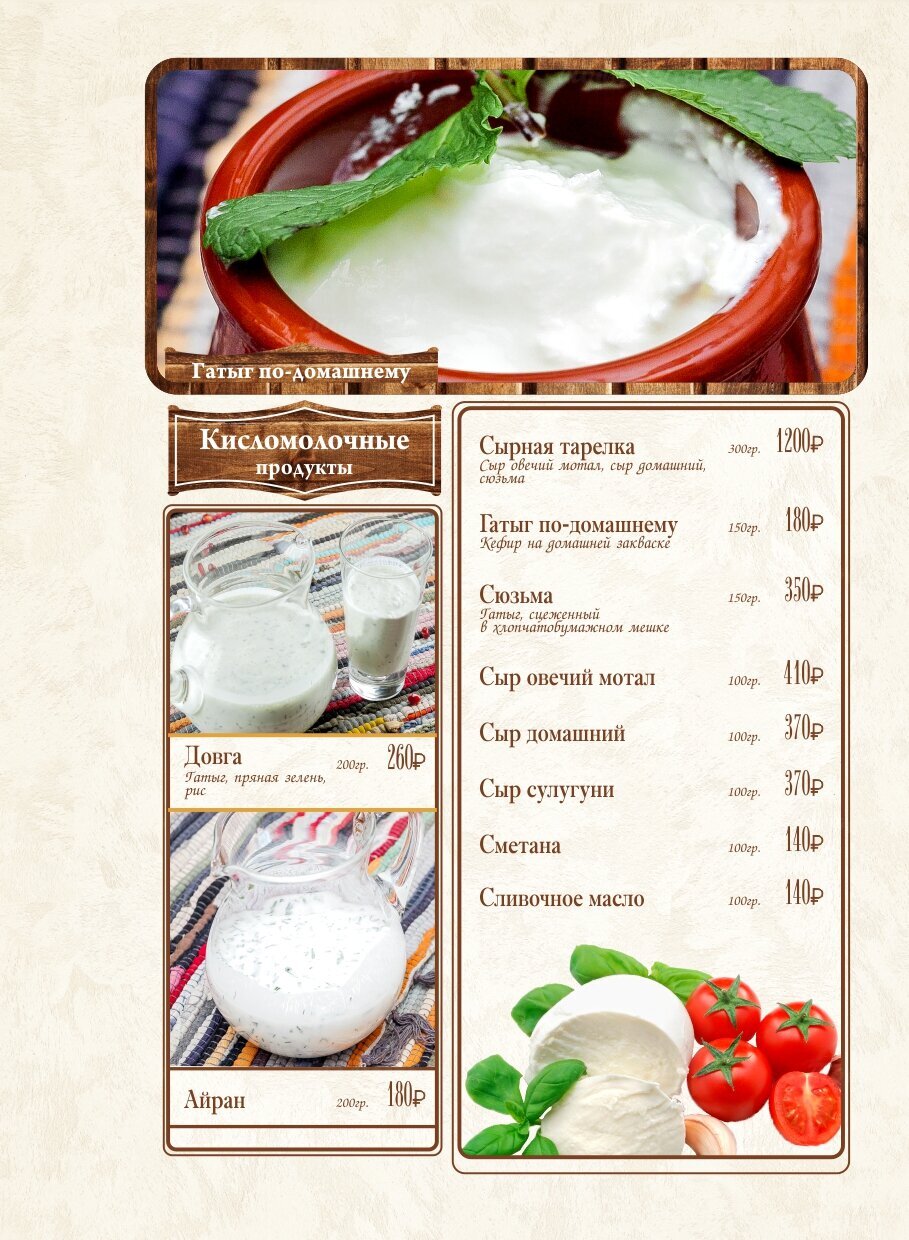 Гатыг по-домашнему
Кисломолочные
продукты
Довга 200гр. 260₽
Гатыг, пряная зелень,
рис
Айран 200гр. 180₽
Сырная тарелка 300гр. 1200₽
Сыр овечий мотал, сыр домашний,
сюзьма
Гатыг по-домашнему 150гр. 180₽
Кефир на домашней закваске
Сюзьма 150гр. 350₽
Гатыг, сцеженный
в хлопчатобумажном мешке
Сыр овечий мотал 100гр. 410₽
Сыр домашний 100гр. 370₽
Сыр сулугуни 100гр. 370₽
Сметана 100гр. 140₽
Сливочное масло 100гр. 140₽